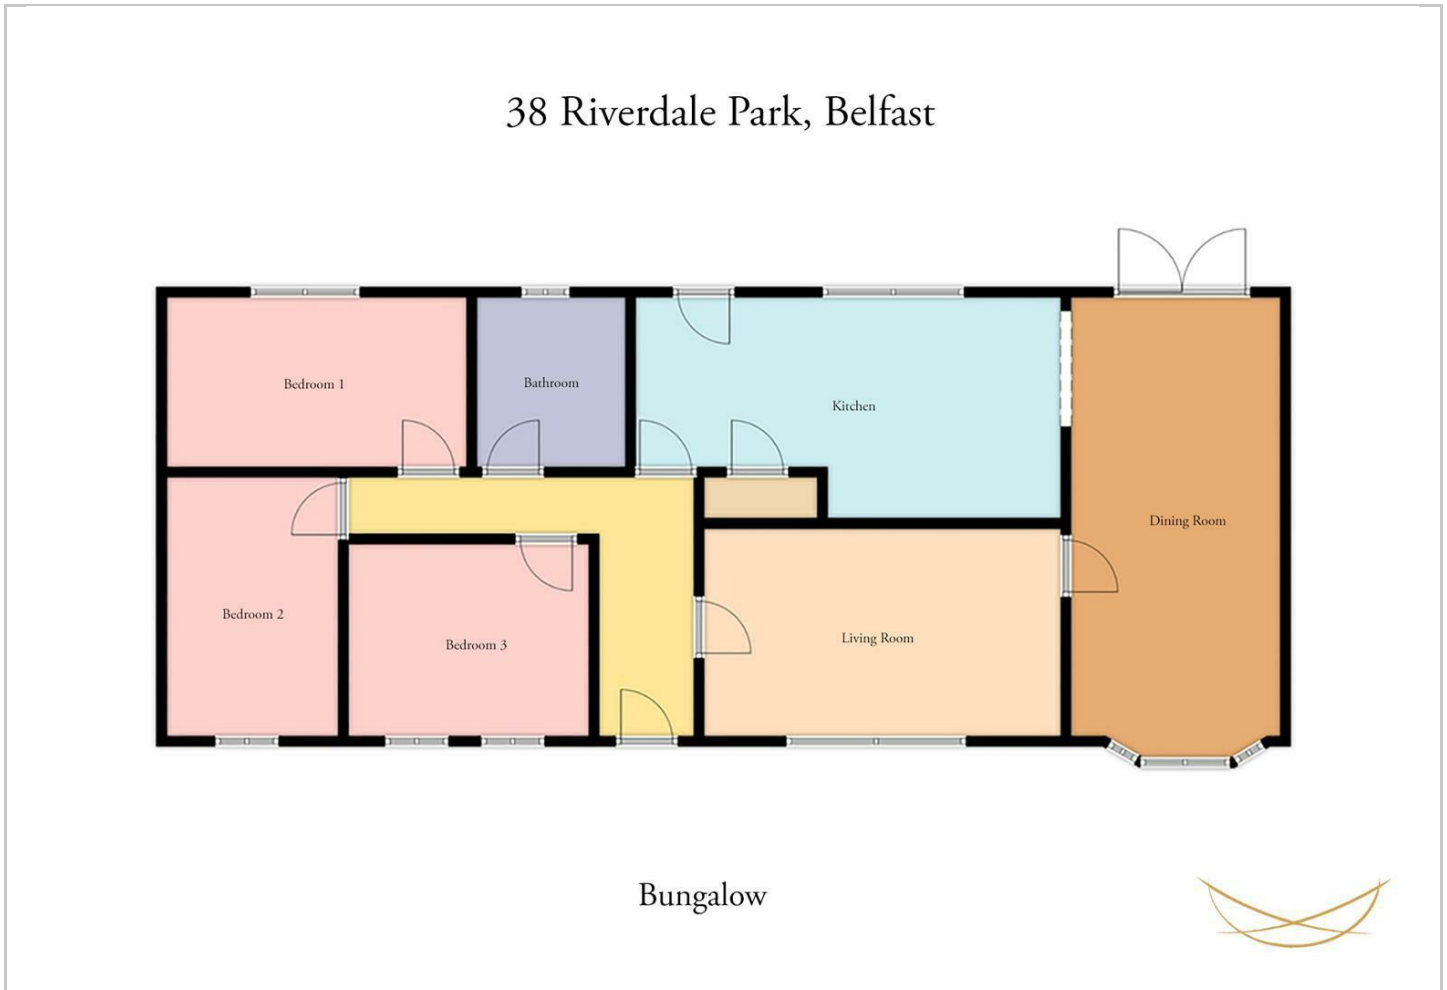 38 Riverdale Park, Belfast
Bedroom 1
Bathroom
Kitchen
Dining Room
Bedroom 2
Bedroom 3
Living Room
Bungalow